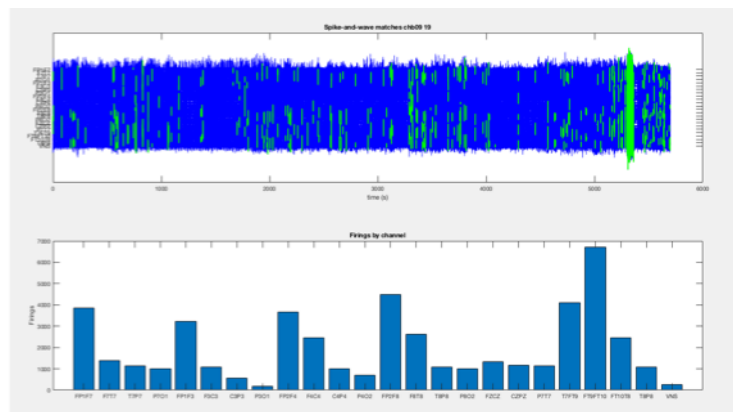 Spike-and-wave matches chb09 19
0 1000 2000 3000 4000 5000 6000
time (s)
Firings by channel
7000
6000
5000
4000
3000
2000
1000
0
Firings
FP1F7 F7T7 T7P7 P7O1 FP1F3 F3C3 C3P3 P3O1 FP2F4 F4C4 C4P4 P4O2 FP2F8 F8T8 T8P8 P8O2 FZCZ CZPZ P7T7 T7FT9 FT9FT10 FT10T8 T8P8 VNS